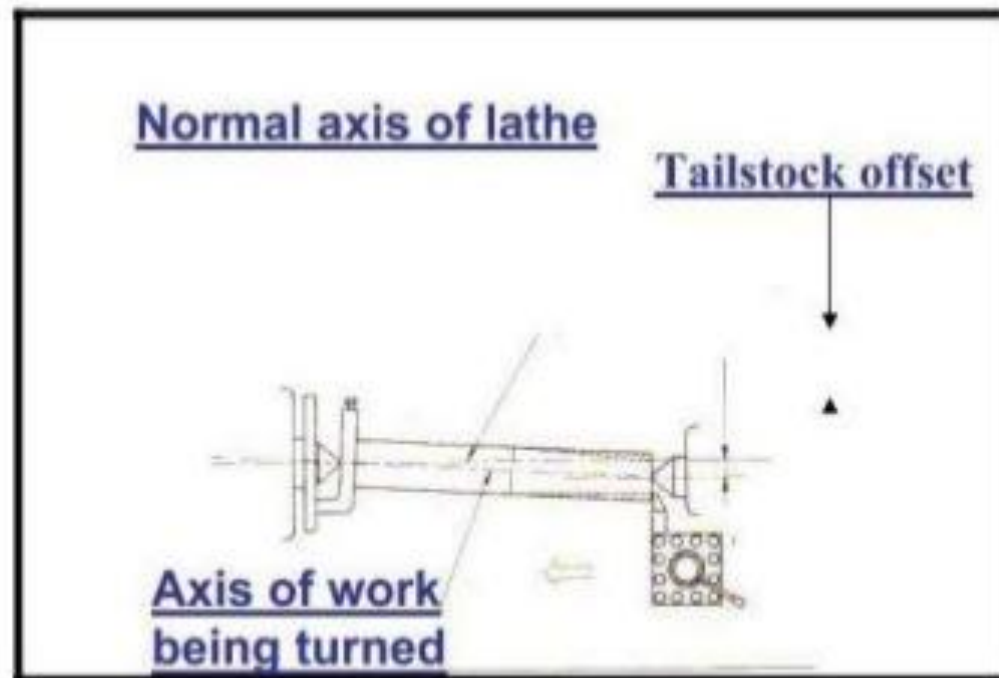 Normal axis of lathe
Tailstock offset
Axis of work
being turned